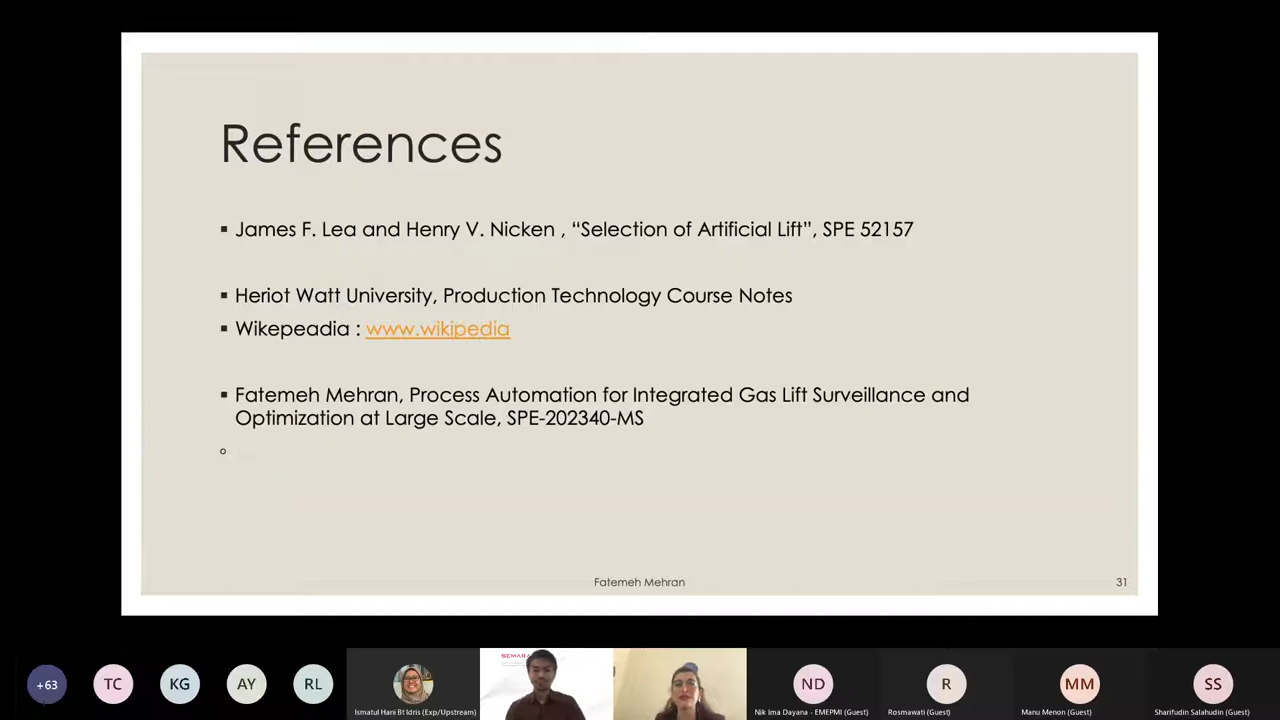 References
▪ James F. Lea and Henry V. Nicken , “Selection of Artificial Lift”, SPE 52157
▪ Heriot Watt University, Production Technology Course Notes
▪ Wikepeadia : www.wikipedia
▪ Fatemeh Mehran, Process Automation for Integrated Gas Lift Surveillance and
Optimization at Large Scale, SPE-202340-MS
Fatemeh Mehran
31
+63
TC
KG
AY
RL
SEMARA
ND
R
MM
SS
Ismatul Hani Bt Idris (Exp/Upstream)
Nik Ima Dayana - EMEPMI (Guest)
Rosmawati (Guest)
Manu Menon (Guest)
Sharifudin Salahudin (Guest)